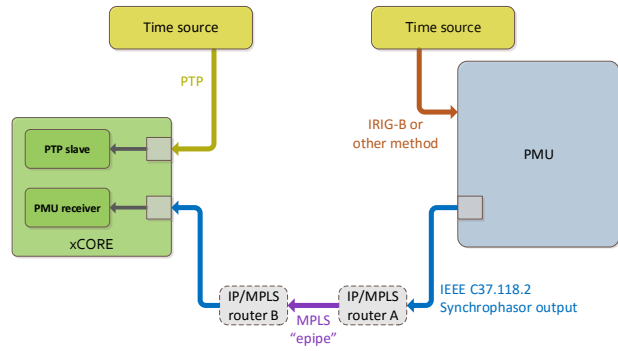 Time source
Time source
PTP
IRIG-B or
other method
PTP slave
PMU receiver
xCORE
PMU
IP/MPLS
router B
MPLS
“epipe”
IP/MPLS
router A
IEEE C37.118.2
Synchrophasor output